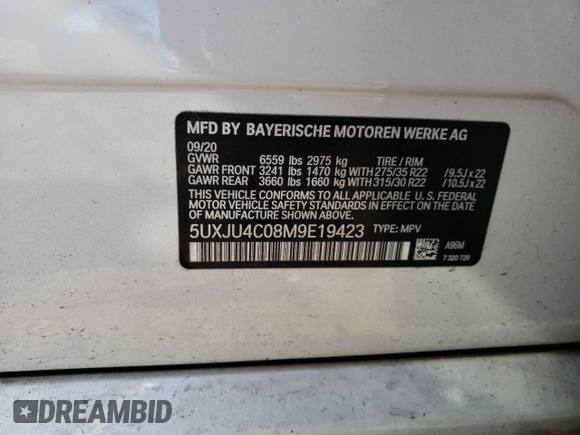 MFD BY BAYERISCHE MOTOREN WERKE AG
09/20
GVWR 6559 lbs 2975 kg TIRE / RIM
GAWR FRONT 3241 lbs 1470 kg WITH 275/35 R22 /9.5J x 22
GAWR REAR 3660 lbs 1660 kg WITH 315/30 R22 /10.5J x 22
THIS VEHICLE CONFORMS TO ALL APPLICABLE U.S. FEDERAL
MOTOR VEHICLE SAFETY STANDARDS IN EFFECT ON THE
DATE OF MANUFACTURE SHOWN ABOVE.
5UXJU4C08M9E19423 TYPE: MPV
A96M
7 320 729
DREAMBID